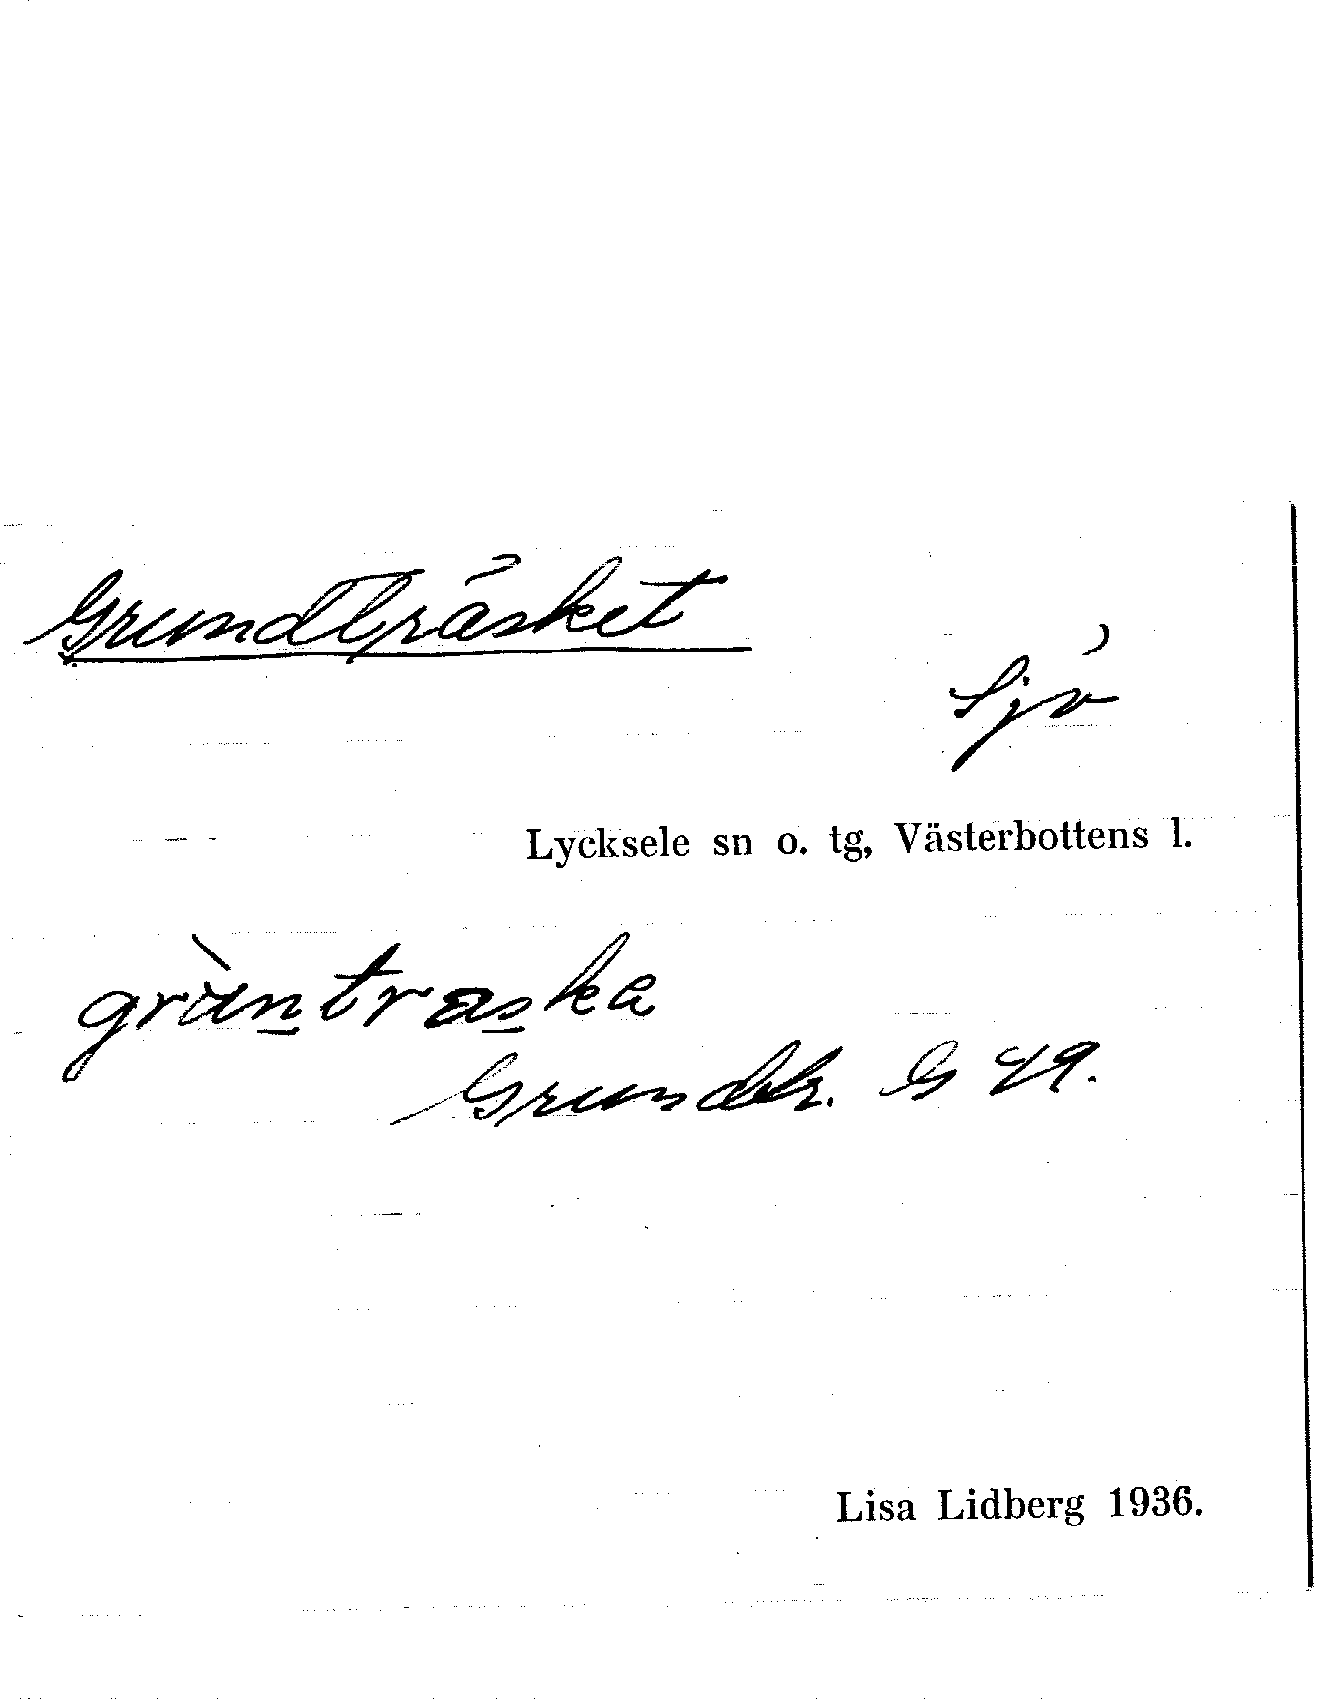 Grundträsket
Sjö
Lycksele sn o. tg, Västerbottens l.
grùntraska
Grundtr. G 49.
Lisa Lidberg 1936.